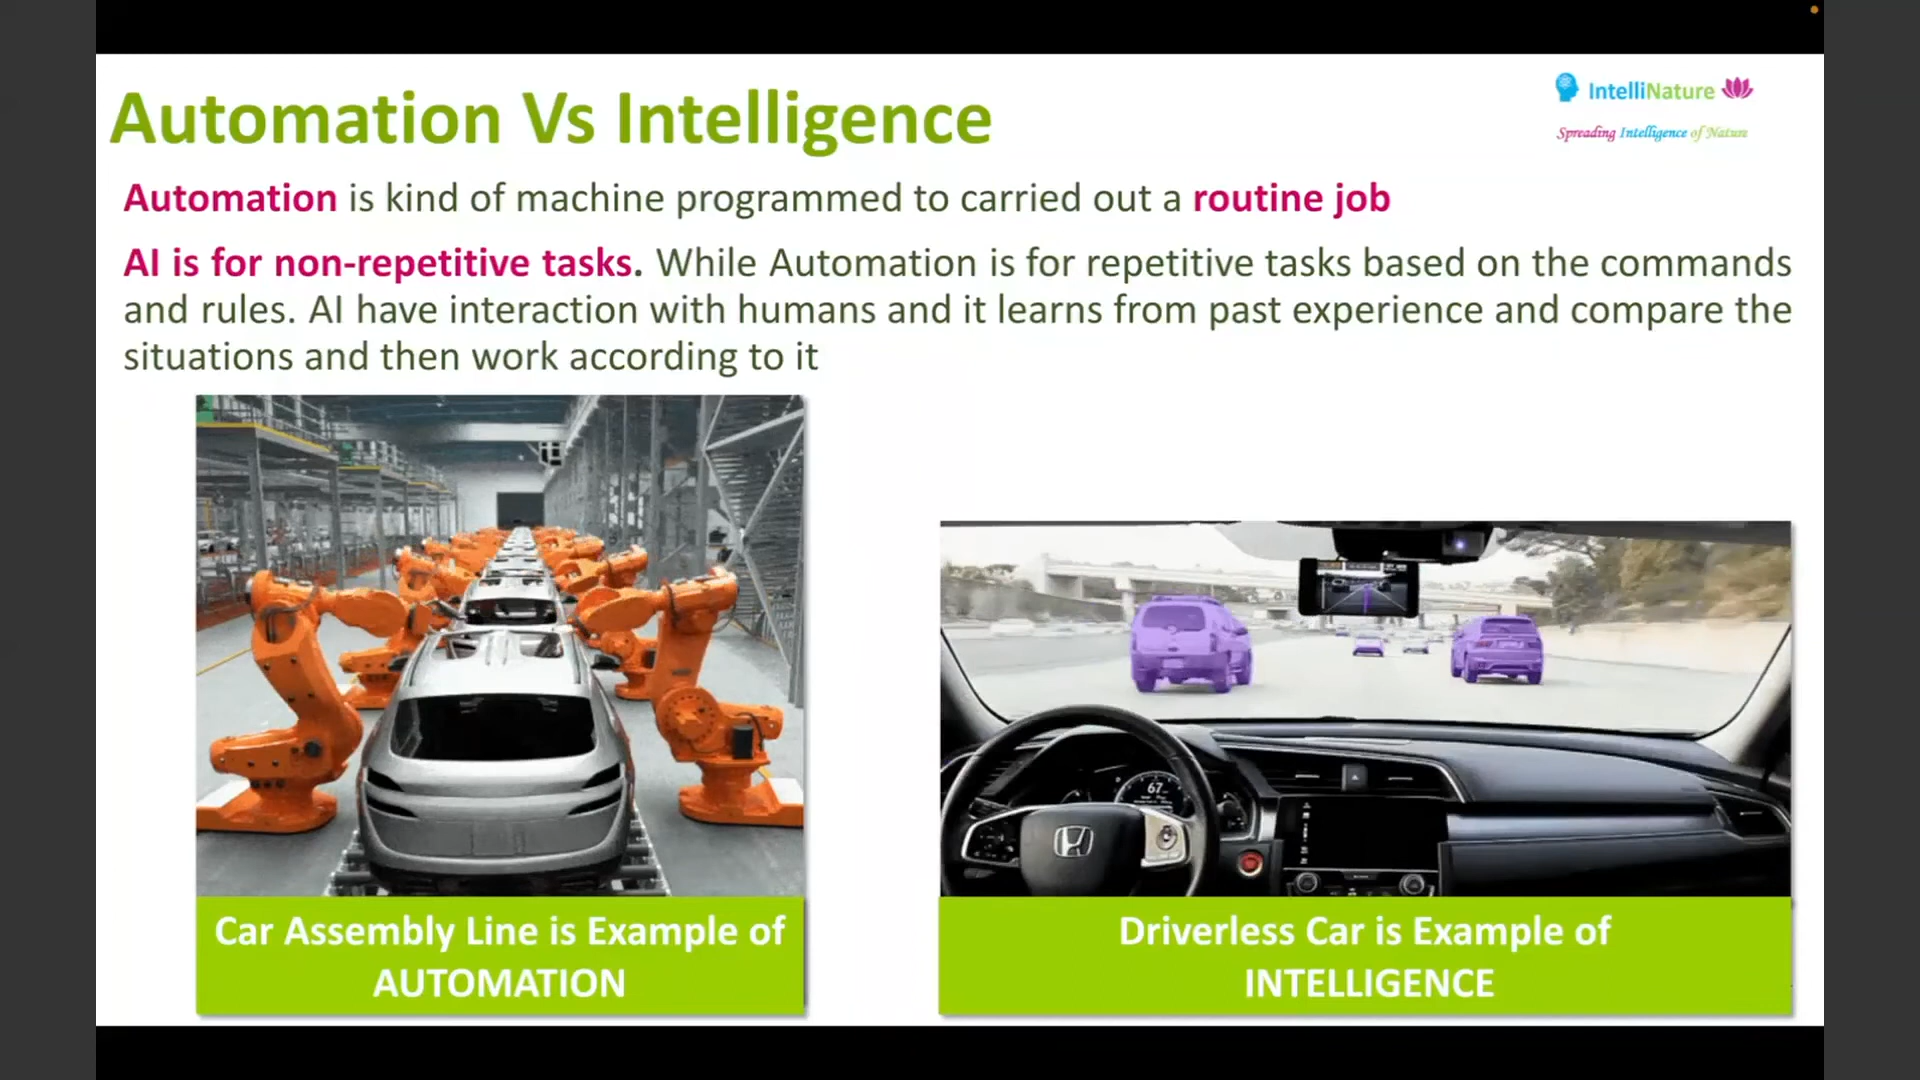 Automation Vs Intelligence
IntelliNature
Spreading Intelligence of Nature
Automation is kind of machine programmed to carried out a routine job
AI is for non-repetitive tasks. While Automation is for repetitive tasks based on the commands
and rules. AI have interaction with humans and it learns from past experience and compare the
situations and then work according to it
67
Car Assembly Line is Example of
AUTOMATION
Driverless Car is Example of
INTELLIGENCE